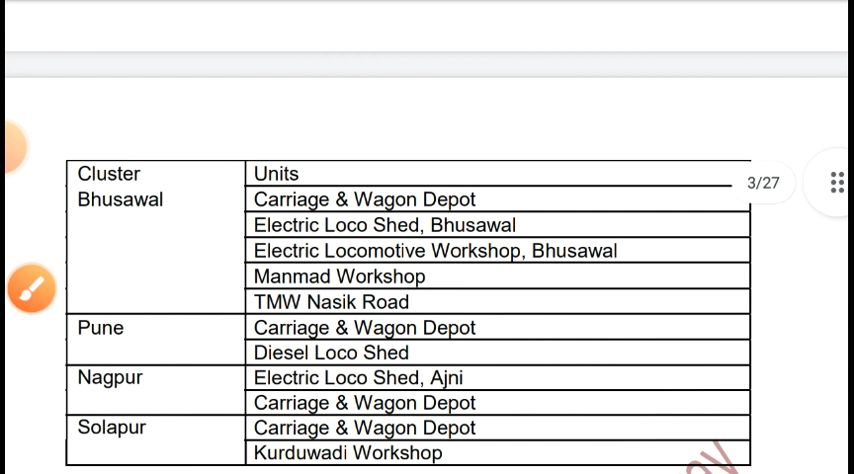 Cluster Units
3/27
Bhusawal Carriage & Wagon Depot
Electric Loco Shed, Bhusawal
Electric Locomotive Workshop, Bhusawal
Manmad Workshop
TMW Nasik Road
Pune Carriage & Wagon Depot
Diesel Loco Shed
Nagpur Electric Loco Shed, Ajni
Carriage & Wagon Depot
Solapur Carriage & Wagon Depot
Kurduwadi Workshop